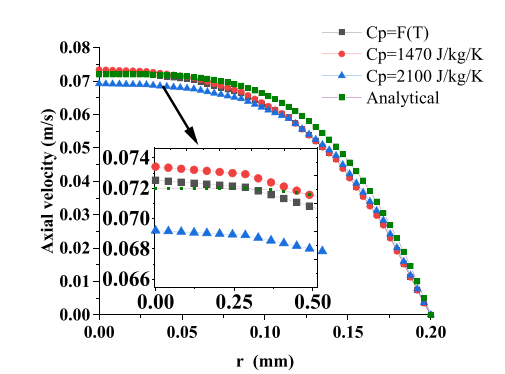 Cp=F(T)
Cp=1470 J/kg/K
Cp=2100 J/kg/K
Analytical
Axial velocity (m/s)
0.08
0.07
0.06
0.05
0.04
0.03
0.02
0.01
0.00
0.074
0.072
0.070
0.068
0.066
0.00 0.25 0.50
0.00 0.05 0.10 0.15 0.20
r (mm)